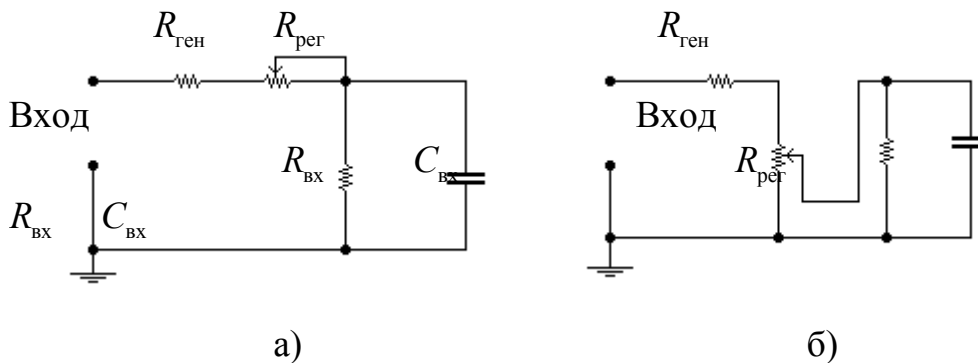 Rген Rрег
Rген
Вход
Вход
Rвх
Cвх
Rрег
Rвх Cвх
а)
б)